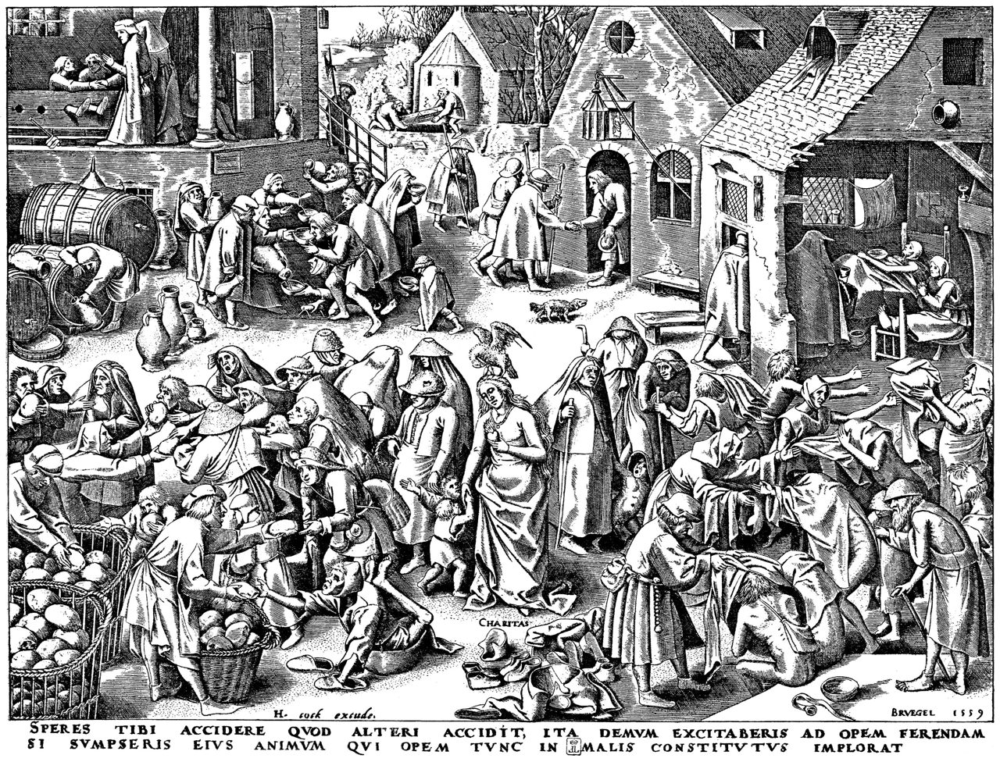 CHARITAS
H. cock excude.
BRVEGEL 1559
SPERES TIBI ACCIDERE QVOD ALTERI ACCIDIT, ITA DEMVM EXCITABERIS AD OPEM FERENDAM
SI SVMPSERIS EIVS ANIMVM QVI OPEM TVNC IN MALIS CONSTITVTVS IMPLORAT